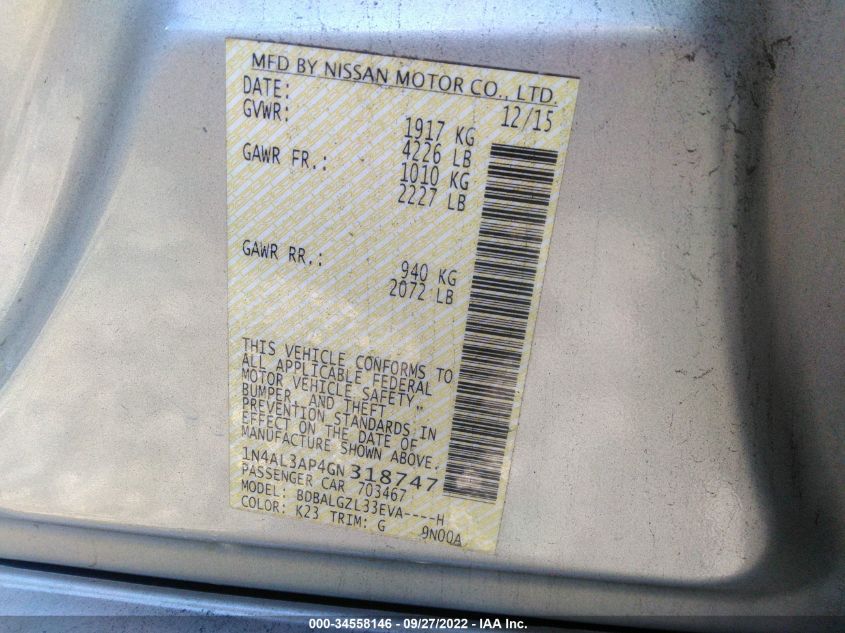 MFD BY NISSAN MOTOR CO., LTD.
DATE: 12/15
GVWR: 1917 KG
4226 LB
GAWR FR.: 1010 KG
2227 LB
GAWR RR.: 940 KG
2072 LB
THIS VEHICLE CONFORMS TO
ALL APPLICABLE FEDERAL
MOTOR VEHICLE SAFETY,
BUMPER, AND THEFT
PREVENTION STANDARDS IN
EFFECT ON THE DATE OF
MANUFACTURE SHOWN ABOVE.
1N4AL3AP4GN318747
PASSENGER CAR 703467
MODEL: BDBALGZL33EVA----H
COLOR: K23 TRIM: G 9N00A
000-34558146 - 09/27/2022 - IAA Inc.